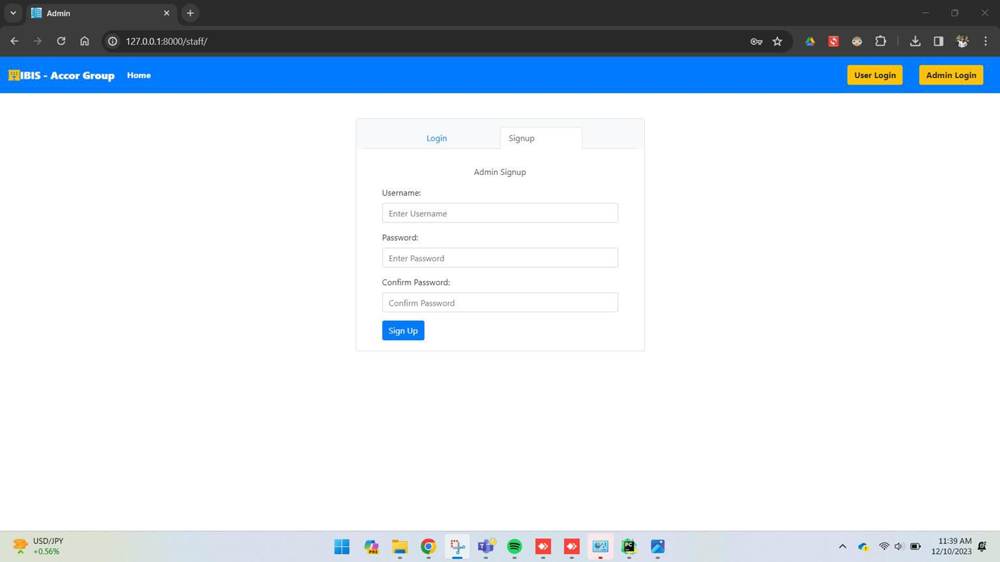 Admin
127.0.0.1:8000/staff/
IBIS - Accor Group
Home
User Login
Admin Login
Login
Signup
Admin Signup
Username:
Enter Username
Password:
Enter Password
Confirm Password:
Confirm Password
Sign Up
USD/JPY
+0.56%
PRE
PC
11:39 AM
12/10/2023